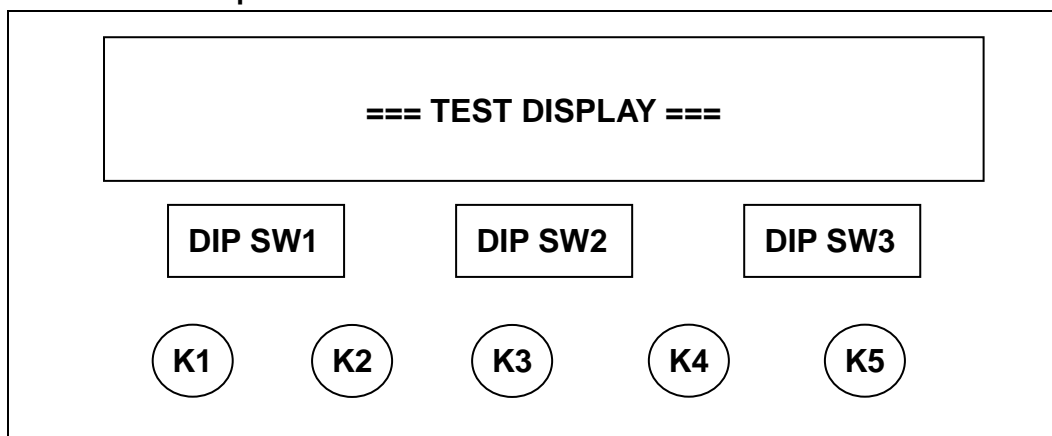 === TEST DISPLAY ===
DIP SW1 DIP SW2 DIP SW3
K1 K2 K3 K4 K5